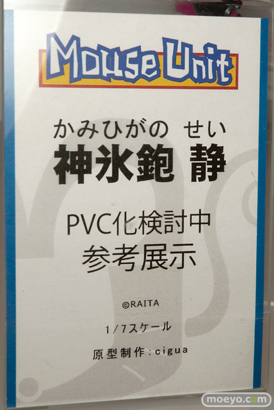 Mouse Unit
かみひがの せい
神氷鉋 静
PVC化検討中
参考展示
©RAITA
1/7スケール
原型制作:cigua
moeyo.com